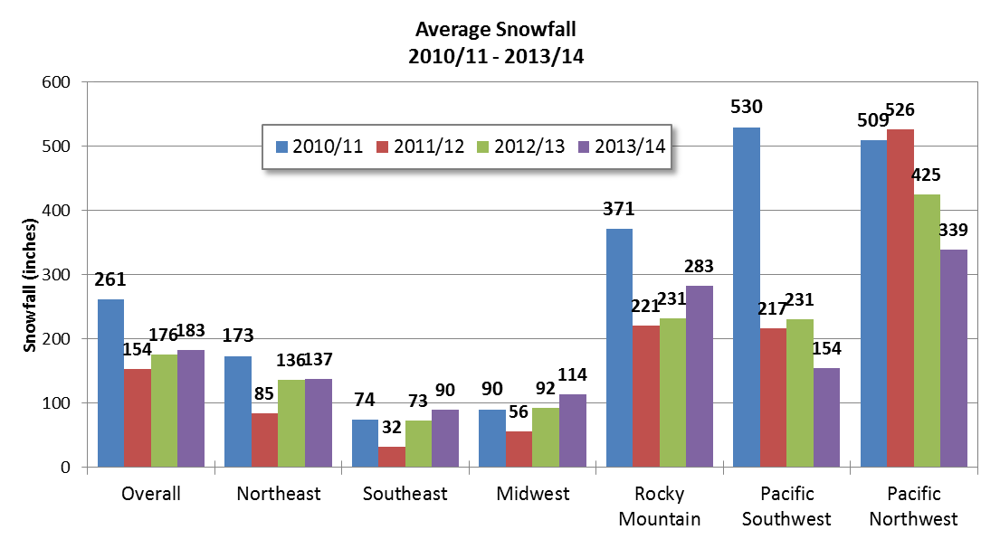 Average Snowfall
2010/11 - 2013/14
600
500
400
300
200
100
0
Snowfall (inches)
2010/11 2011/12 2012/13 2013/14
261 154 176 183
173 85 136 137
74 32 73 90
90 56 92 114
371 221 231 283
530 217 231 154
509 526 425 339
Overall
Northeast
Southeast
Midwest
Rocky
Mountain
Pacific
Southwest
Pacific
Northwest